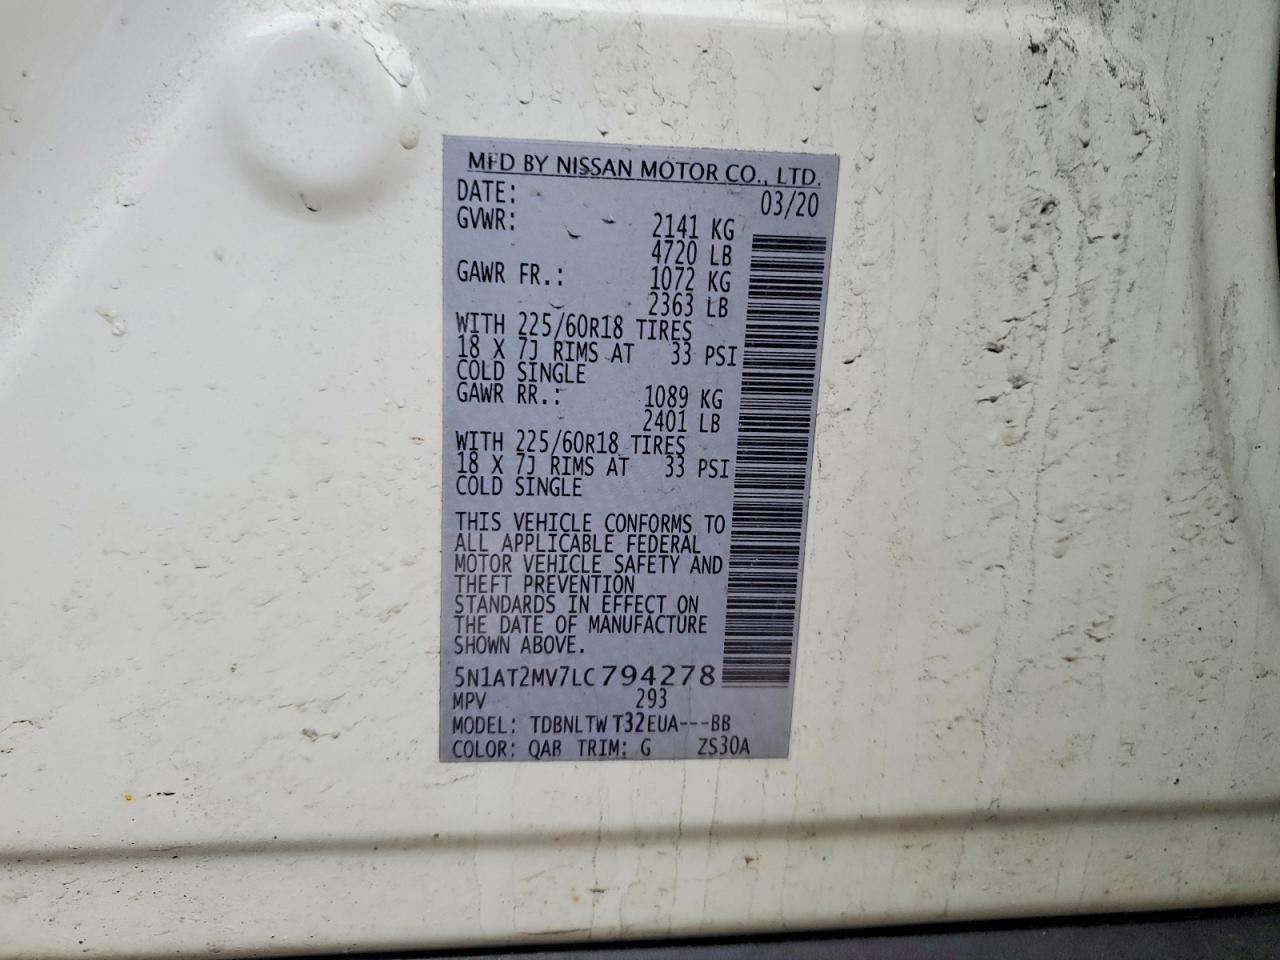 MFD BY NISSAN MOTOR CO., LTD.
DATE: 03/20
GVWR: 2141 KG
4720 LB
GAWR FR.: 1072 KG
2363 LB
WITH 225/60R18 TIRES
18 X 7J RIMS AT 33 PSI
COLD SINGLE
GAWR RR.: 1089 KG
2401 LB
WITH 225/60R18 TIRES
18 X 7J RIMS AT 33 PSI
COLD SINGLE
THIS VEHICLE CONFORMS TO
ALL APPLICABLE FEDERAL
MOTOR VEHICLE SAFETY AND
THEFT PREVENTION
STANDARDS IN EFFECT ON
THE DATE OF MANUFACTURE
SHOWN ABOVE.
5N1AT2MV7LC794278
MPV 293
MODEL: TDBNLTWT32EUA---BB
COLOR: QAB TRIM: G ZS30A